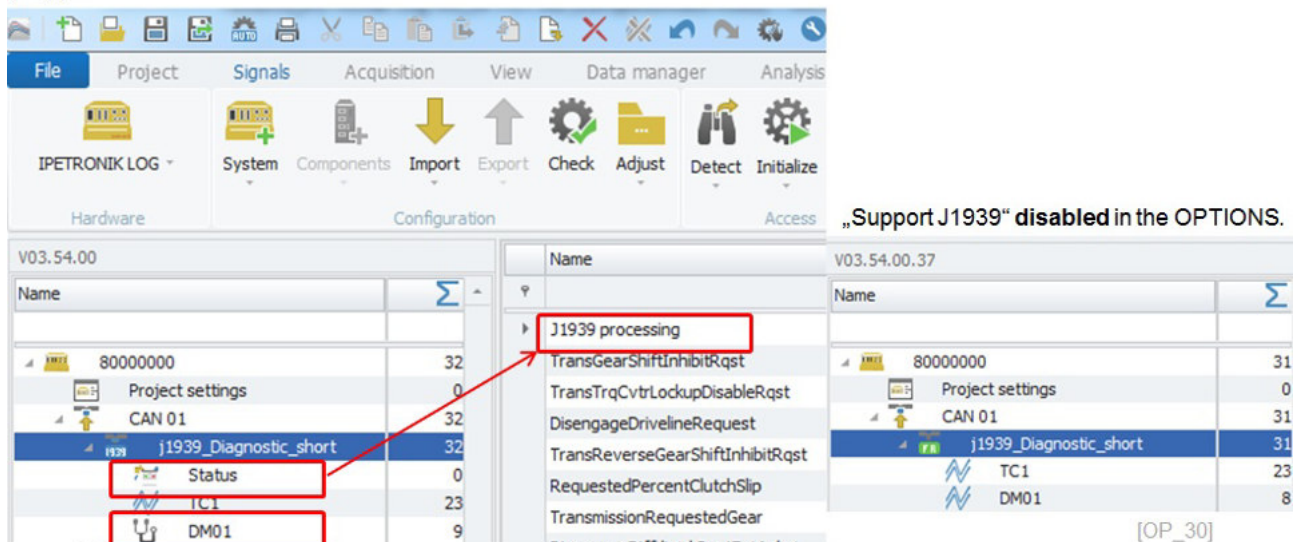 File Project Signals Acquisition View Data manager Analysis
AUTO
IPETRONIK LOG System Components Import Export Check Adjust Detect Initialize
Hardware Configuration Access
„Support J1939“ disabled in the OPTIONS.
V03.54.00
Name Σ
80000000 32
Project settings 0
CAN 01 32
J1939 j1939_Diagnostic_short 32
Status 0
TC1 23
DM01 9
Name
J1939 processing
TransGearShiftInhibitRqst
TransTrqCvtrLockupDisableRqst
DisengageDrivelineRequest
TransReverseGearShiftInhibitRqst
RequestedPercentClutchSlip
TransmissionRequestedGear
V03.54.00.37
Name Σ
80000000 31
Project settings 0
CAN 01 31
j1939_Diagnostic_short 31
TC1 23
DM01 8
[OP_30]